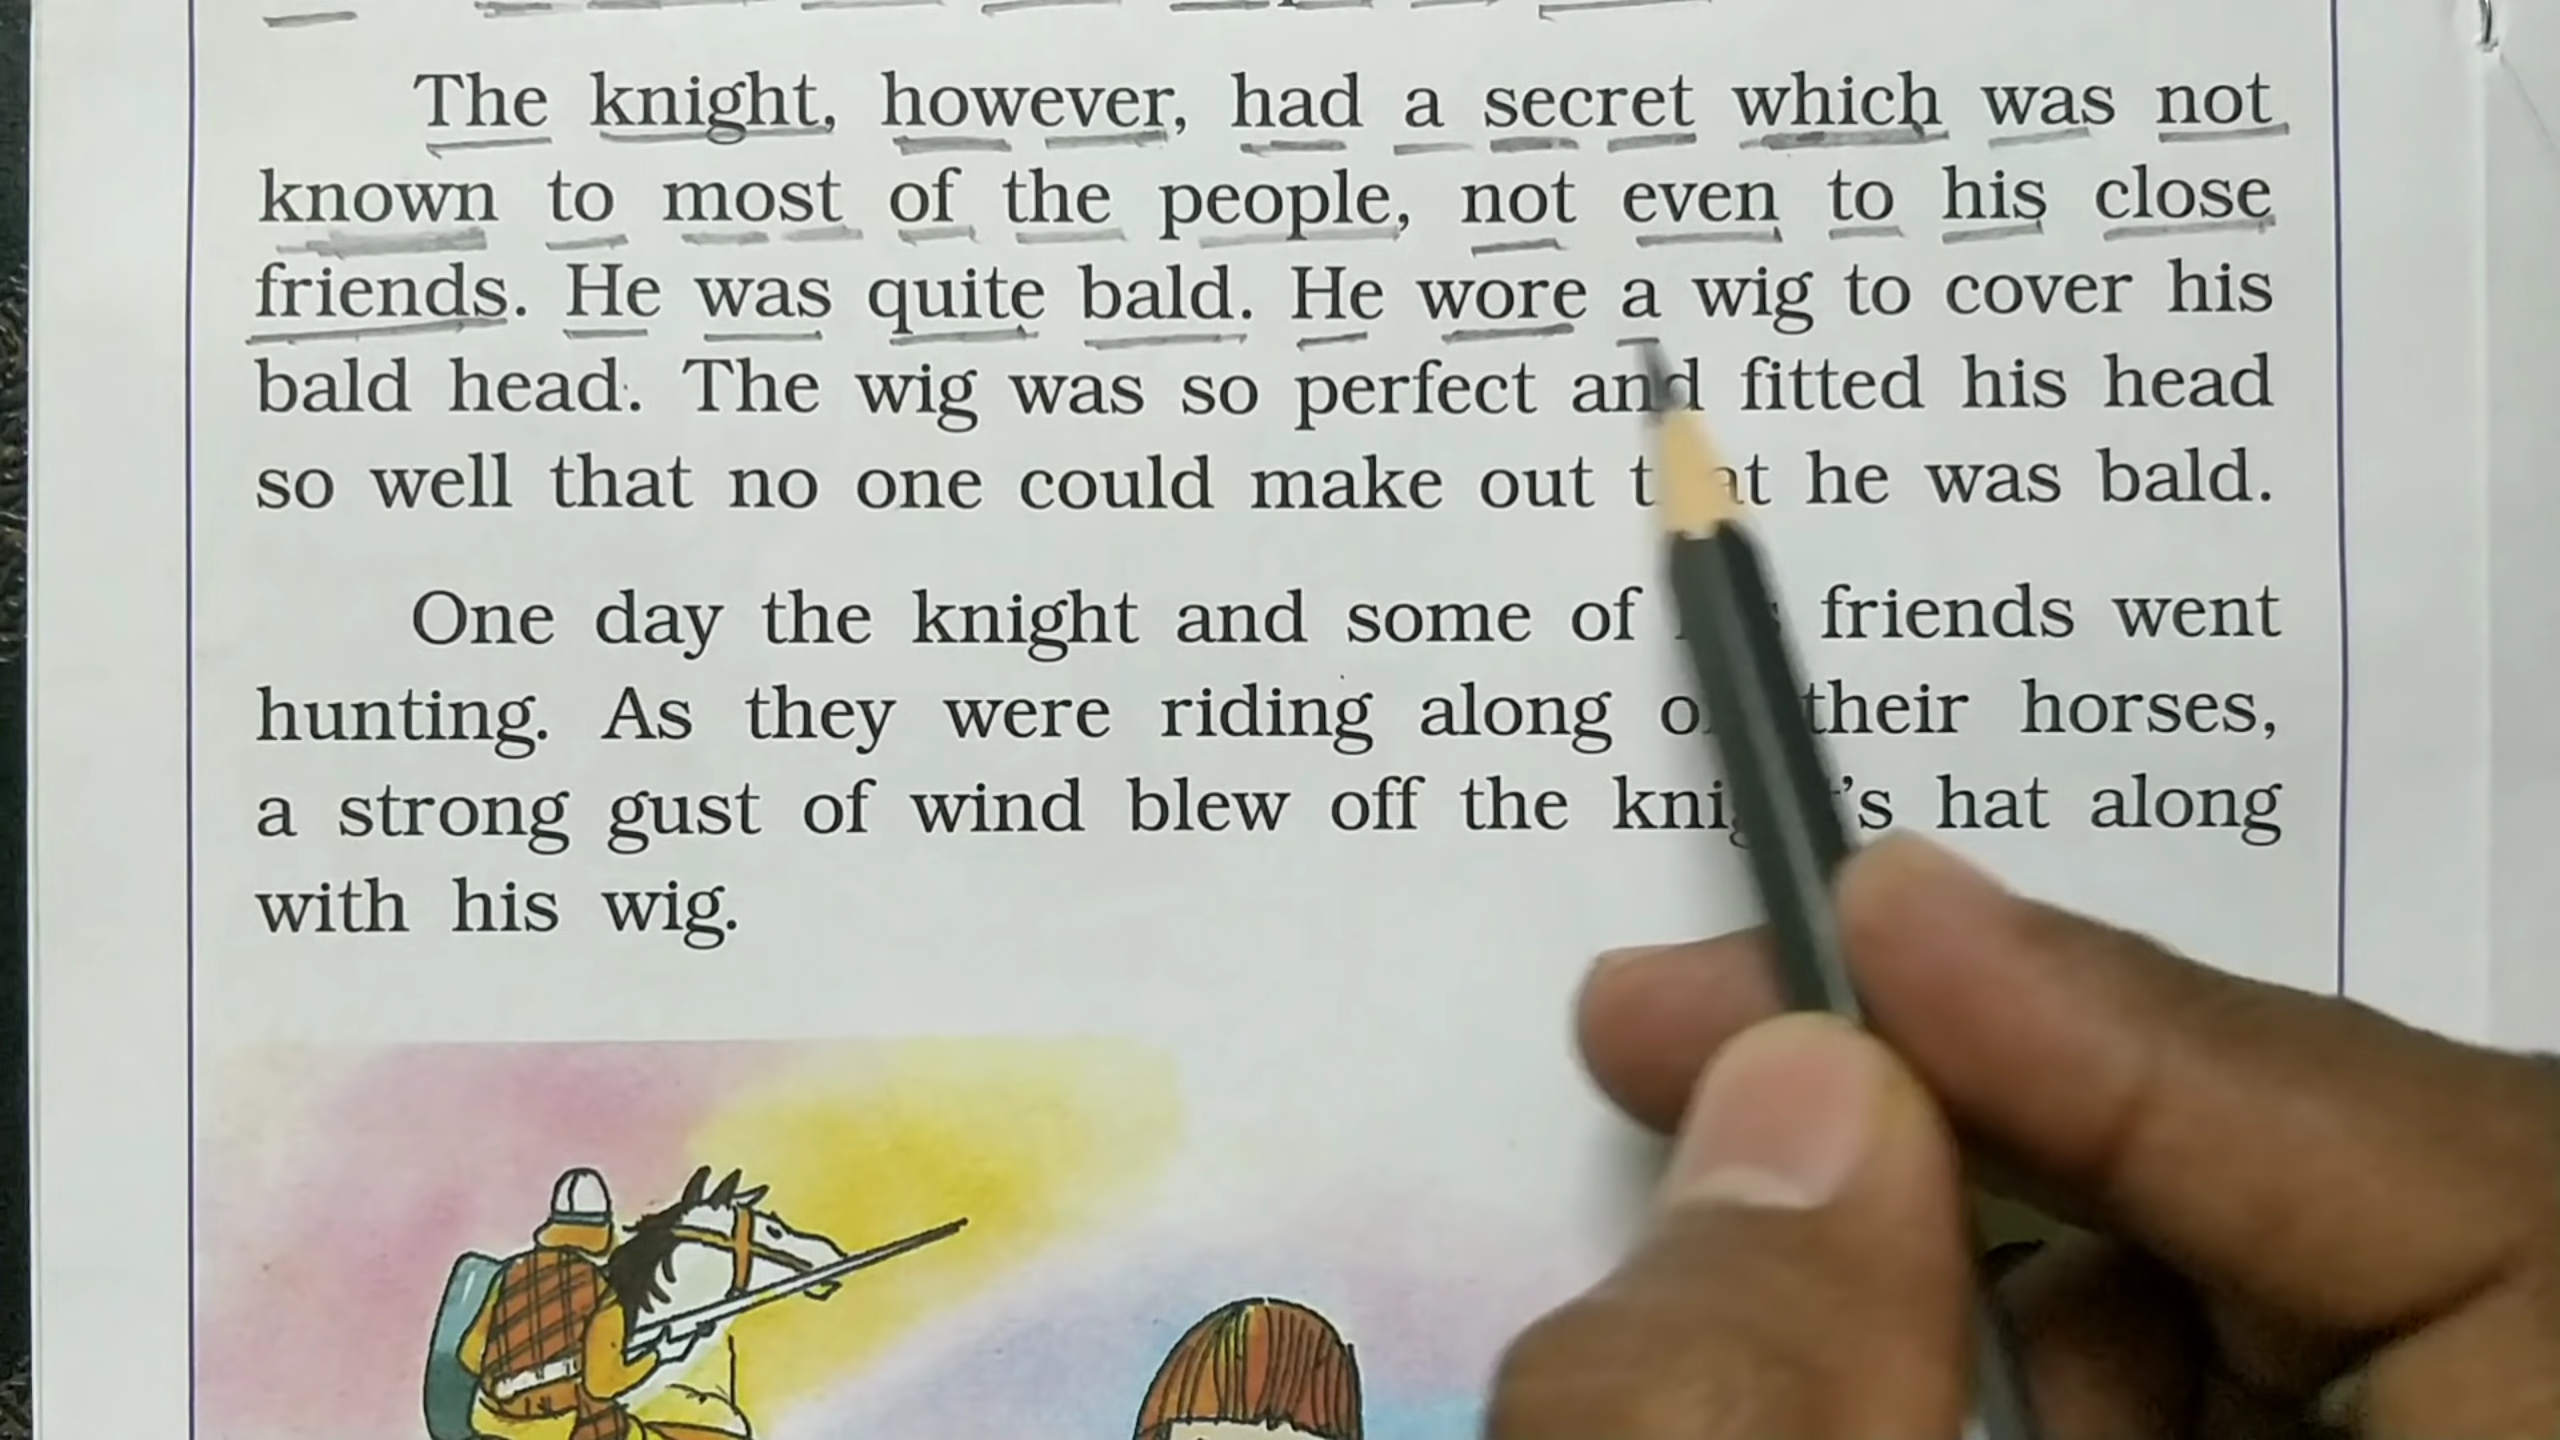 The knight, however, had a secret which was not
known to most of the people, not even to his close
friends. He was quite bald. He wore a wig to cover his
bald head. The wig was so perfect and fitted his head
so well that no one could make out that he was bald.
One day the knight and some of friends went
hunting. As they were riding along their horses,
a strong gust of wind blew off the knight's hat along
with his wig.